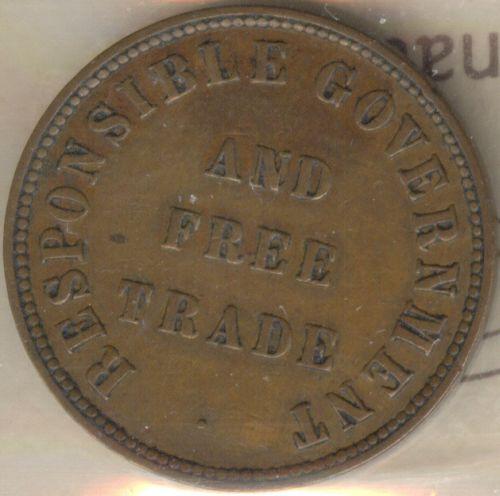 RESPONSIBLE GOVERNMENT
AND
FREE
TRADE